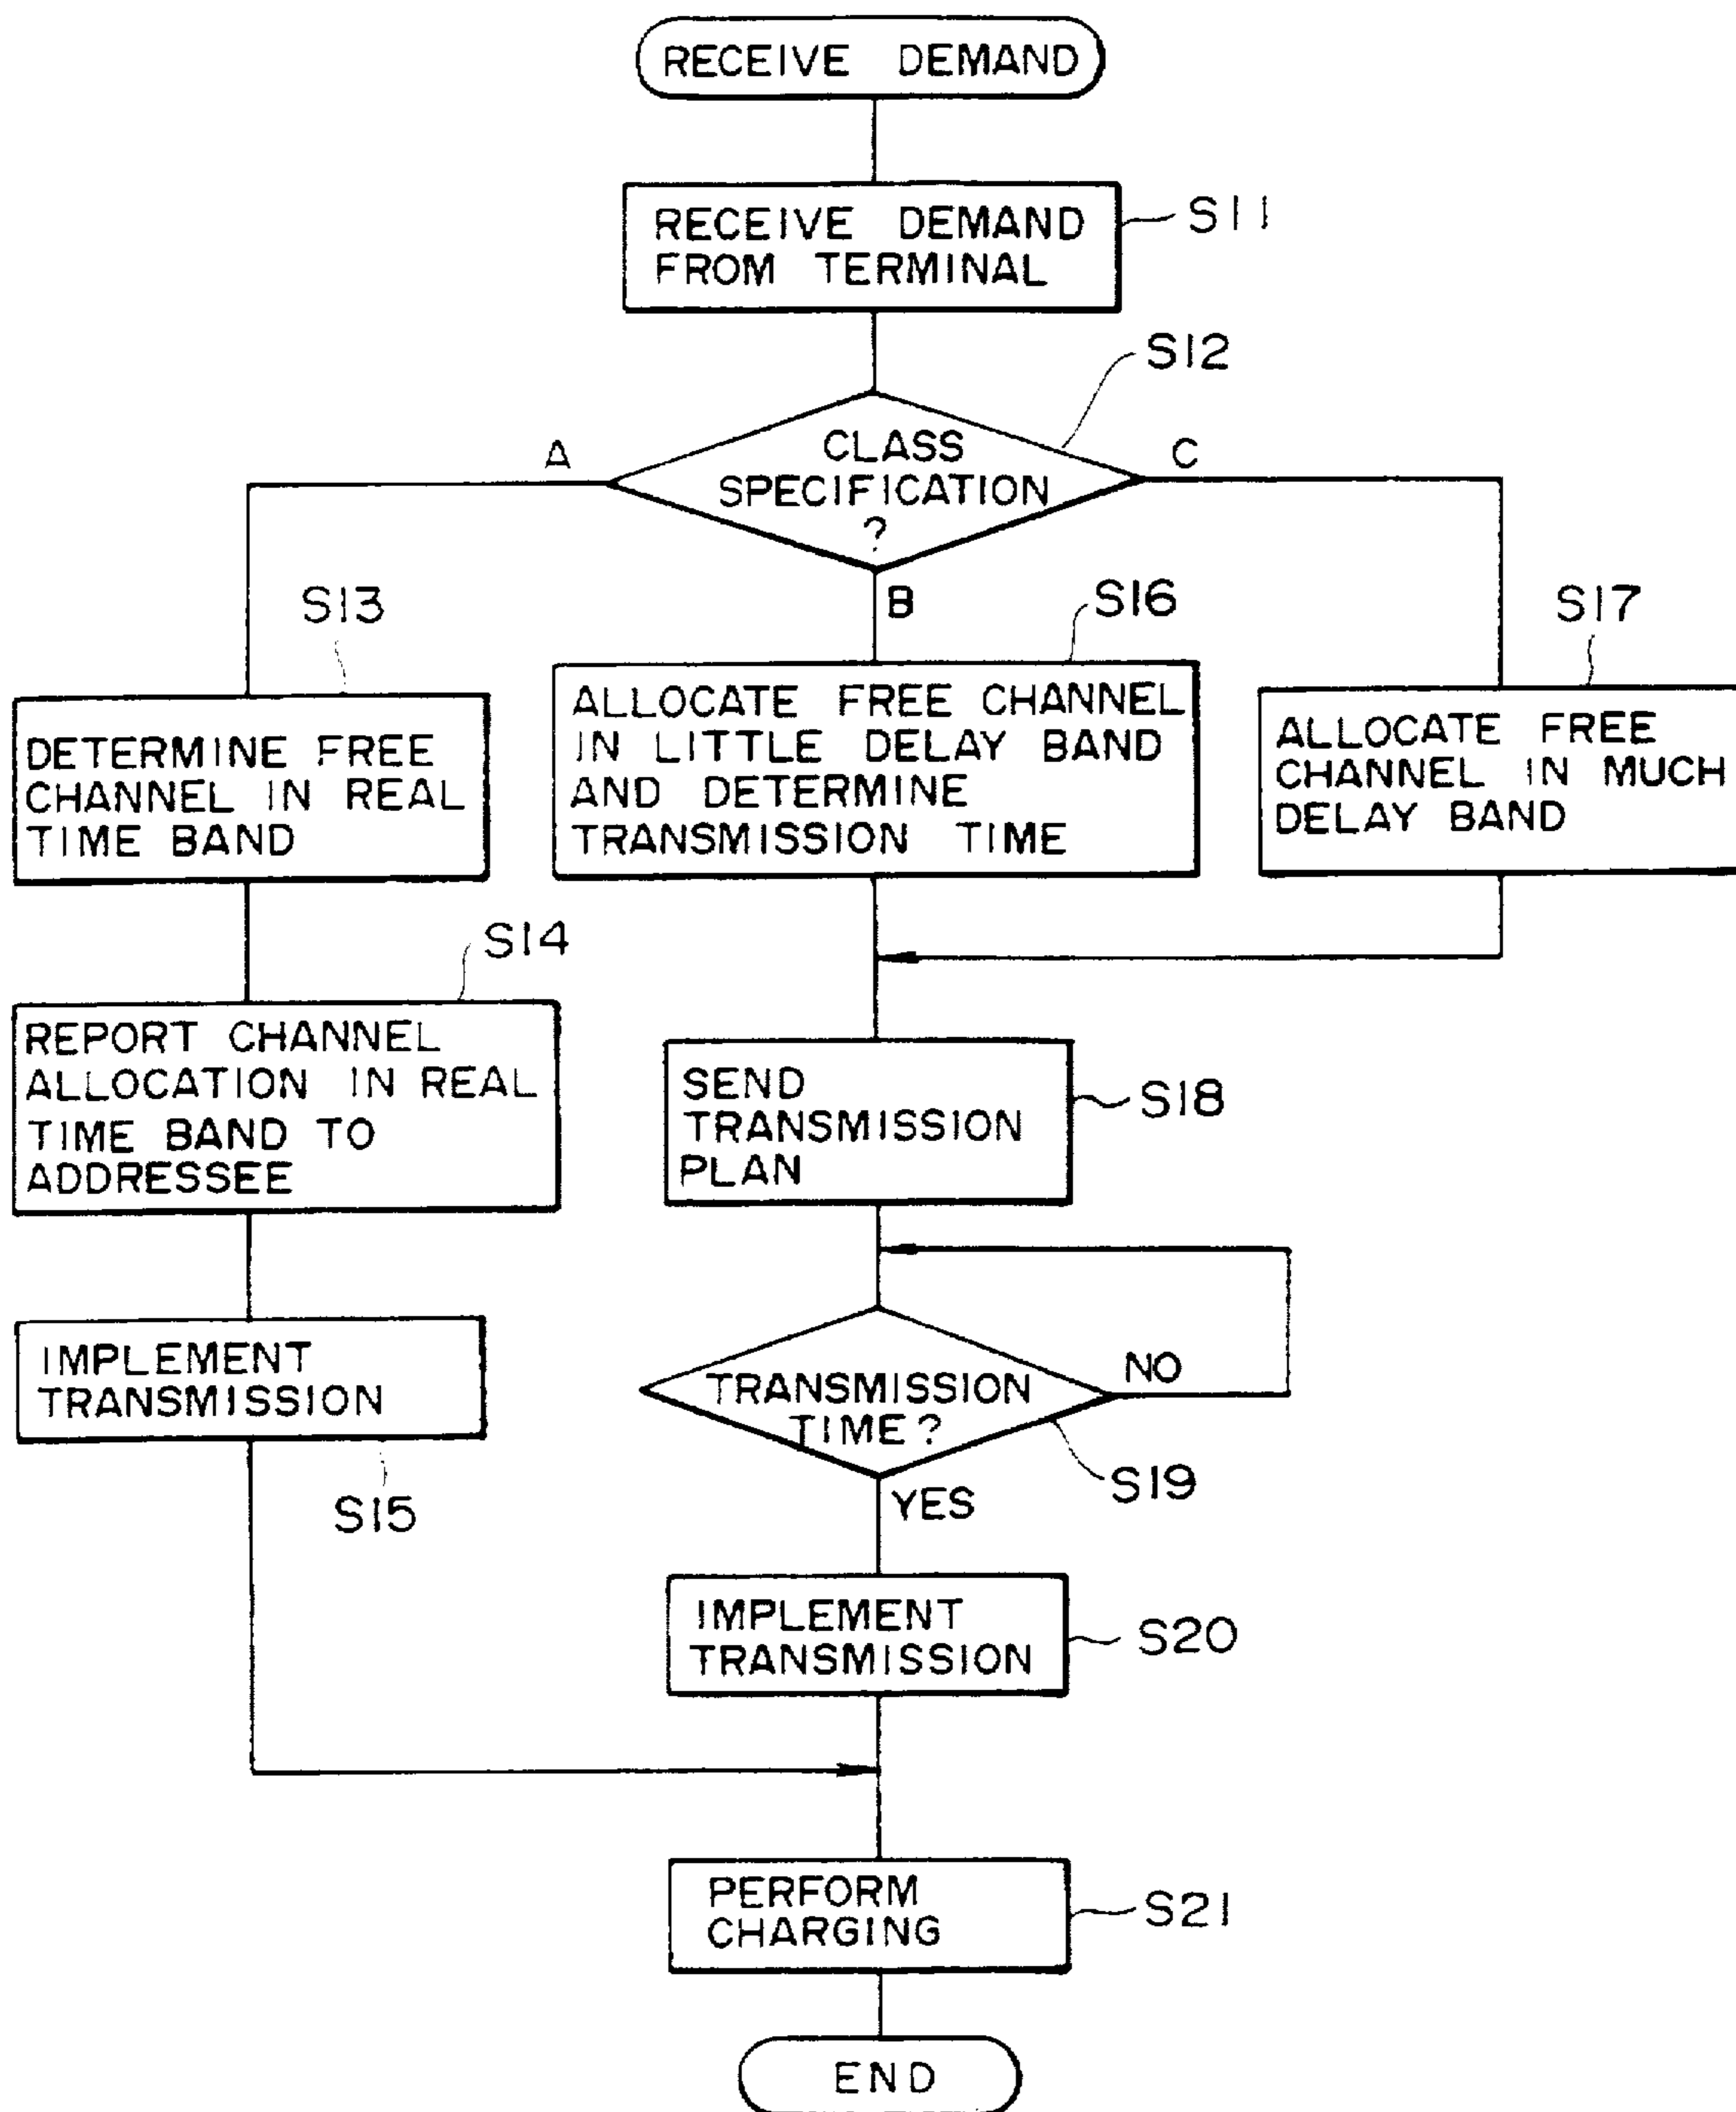 RECEIVE DEMAND
RECEIVE DEMAND
FROM TERMINAL
S11
S12
CLASS
SPECIFICATION
?
A
B
C
S13
DETERMINE FREE
CHANNEL IN REAL
TIME BAND
S16
ALLOCATE FREE CHANNEL
IN LITTLE DELAY BAND
AND DETERMINE
TRANSMISSION TIME
S17
ALLOCATE FREE
CHANNEL IN MUCH
DELAY BAND
S14
REPORT CHANNEL
ALLOCATION IN REAL
TIME BAND TO
ADDRESSEE
SEND
TRANSMISSION
PLAN
S18
IMPLEMENT
TRANSMISSION
S15
TRANSMISSION
TIME?
NO
S19
YES
IMPLEMENT
TRANSMISSION
S20
PERFORM
CHARGING
S21
END